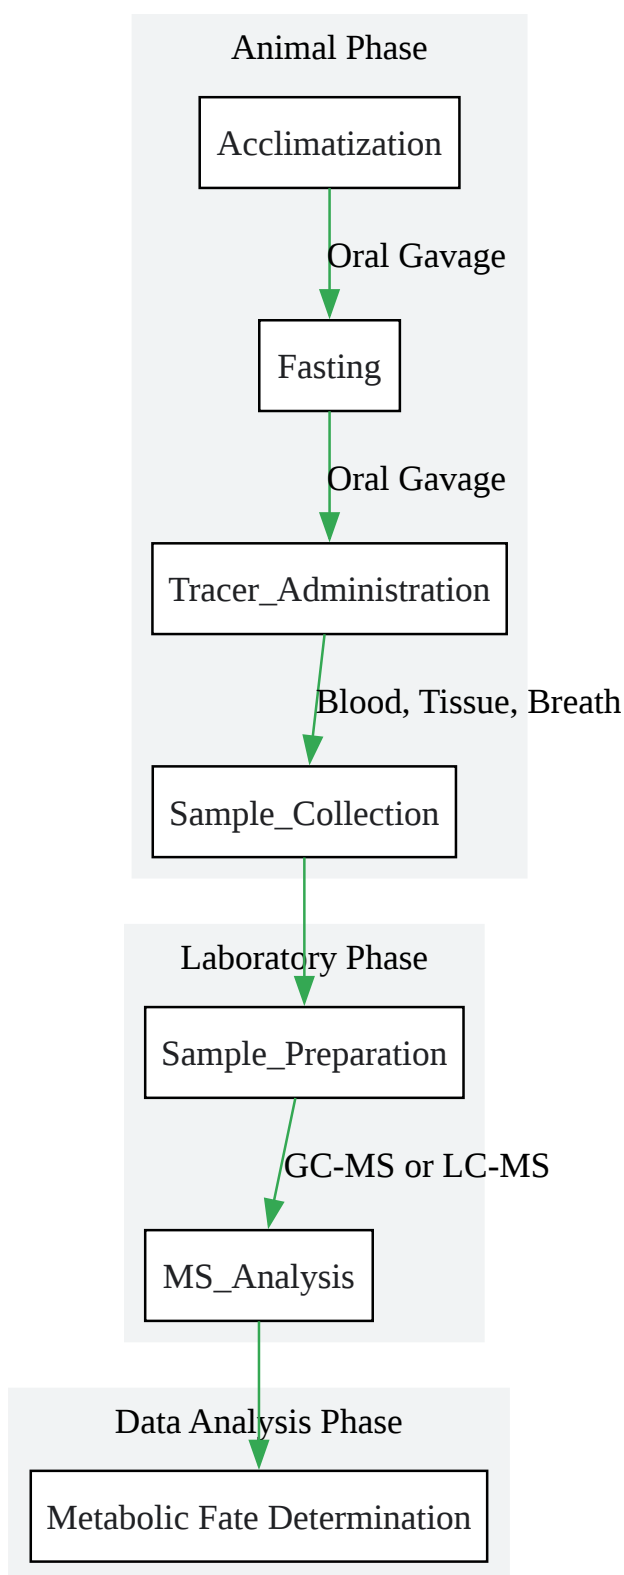 Animal Phase
Acclimatization
Oral Gavage
Fasting
Oral Gavage
Tracer_Administration
Blood, Tissue, Breath
Sample_Collection
Laboratory Phase
Sample_Preparation
GC-MS or LC-MS
MS_Analysis
Data Analysis Phase
Metabolic Fate Determination